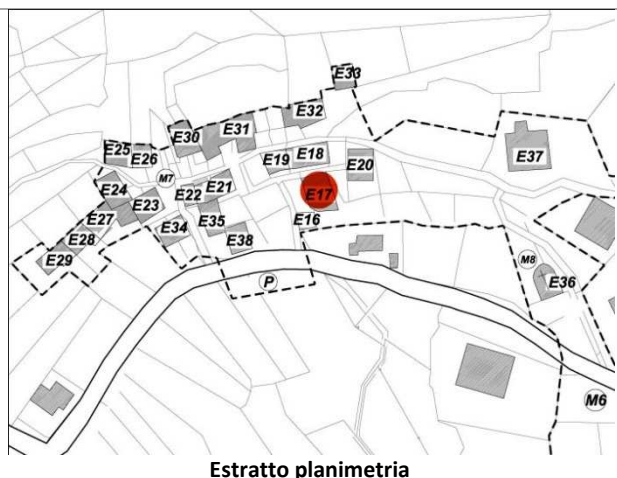 E33
E32
E30
E31
E25
E26
E37
E19
E18
E20
M7
E24
E22
E21
E17
E23
E27
E16
E34
E35
E28
E38
E29
M8
E36
P
M6
Estratto planimetria